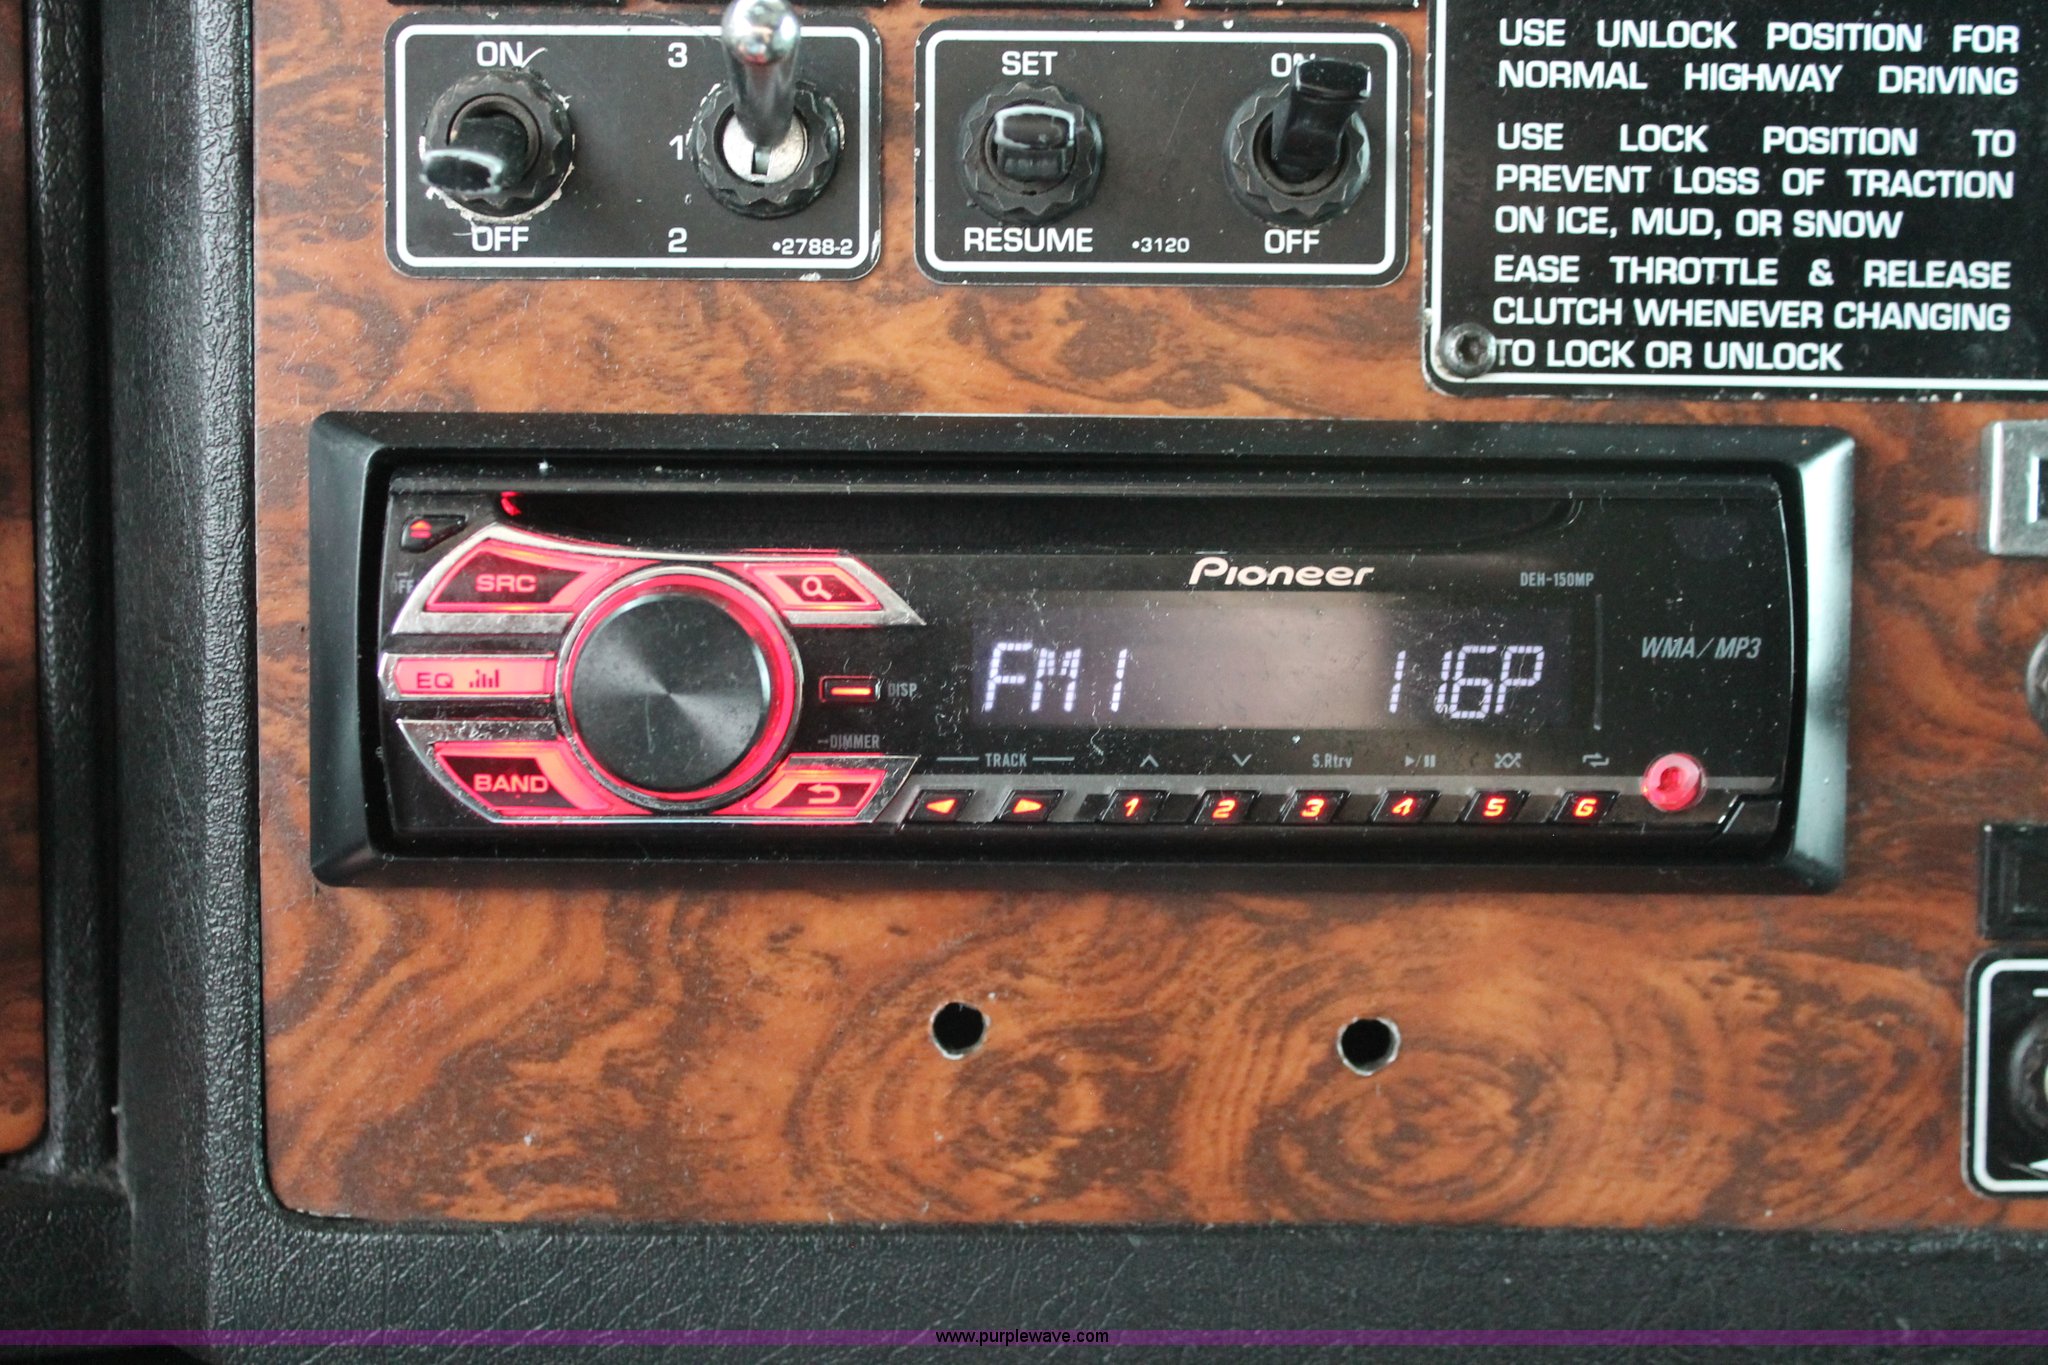 ON
3
1
OFF
2
•2788-2
SET
ON
RESUME
•3120
OFF
USE UNLOCK POSITION FOR
NORMAL HIGHWAY DRIVING
USE LOCK POSITION TO
PREVENT LOSS OF TRACTION
ON ICE, MUD, OR SNOW
EASE THROTTLE & RELEASE
CLUTCH WHENEVER CHANGING
TO LOCK OR UNLOCK
Pioneer
DEH-150MP
SRC
EQ
BAND
DISP
DIMMER
FM1
WMA/MP3
TRACK
S.Rtrv
1 2 3 4 5 6
www.purplewave.com